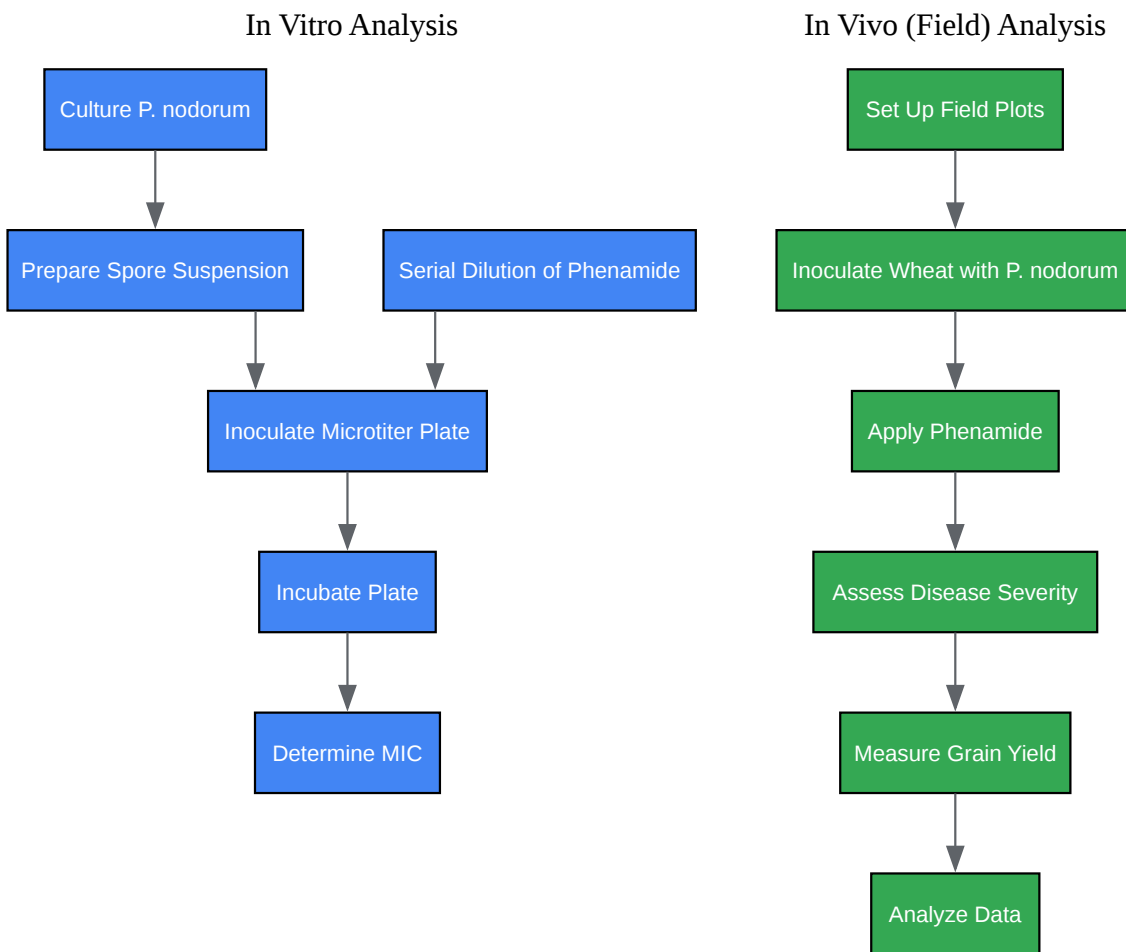 In Vitro Analysis
Culture P. nodorum
Prepare Spore Suspension
Serial Dilution of Phenamide
Inoculate Microtiter Plate
Incubate Plate
Determine MIC
In Vivo (Field) Analysis
Set Up Field Plots
Inoculate Wheat with P. nodorum
Apply Phenamide
Assess Disease Severity
Measure Grain Yield
Analyze Data